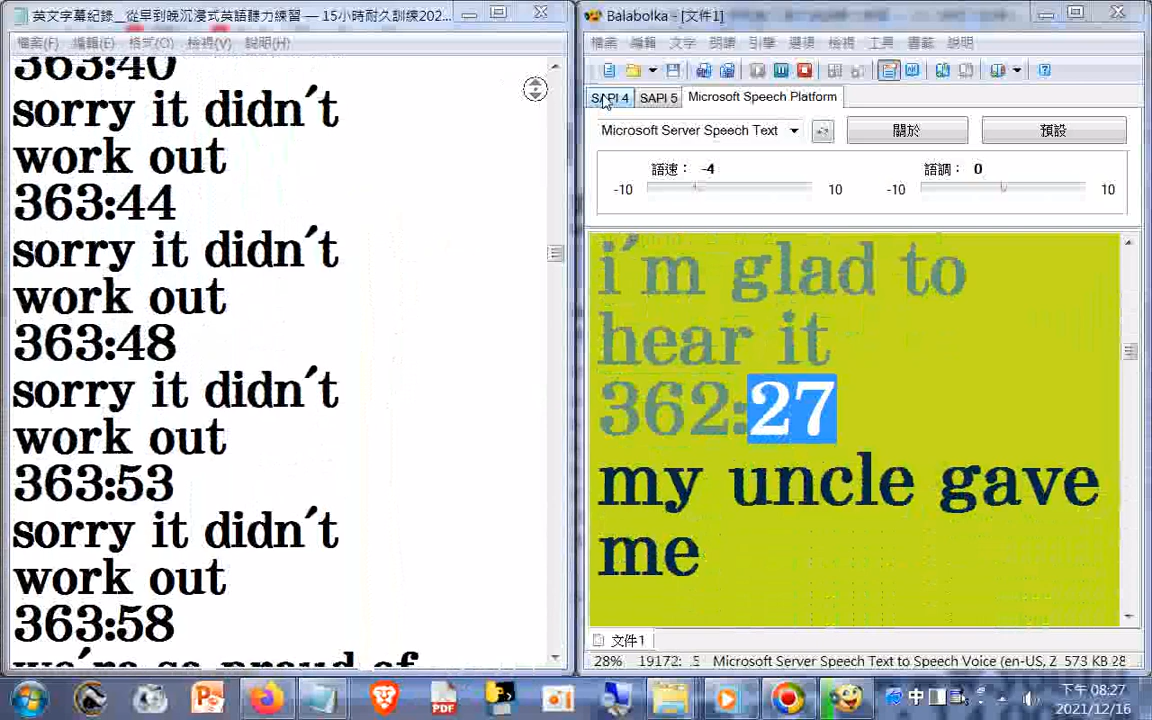 英文字幕紀錄__從早到晚沉浸式英語聽力練習 — 15小時耐久訓練202...
檔案(F) 編輯(E) 格式(O) 檢視(V) 說明(H)
363:40
sorry it didn´t
work out
363:44
sorry it didn´t
work out
363:48
sorry it didn´t
work out
363:53
sorry it didn´t
work out
363:58
we´re so proud of
Balabolka - [文件1]
檔案 編輯 文字 朗讀 引擎 選項 檢視 工具 書籤 說明
SAPI 4 SAPI 5 Microsoft Speech Platform
Microsoft Server Speech Text 關於 預設
語速： -4 語調： 0
-10 10 -10 10
i´m glad to
hear it
362:27
my uncle gave
me
文件1
28% 19172: Microsoft Server Speech Text to Speech Voice (en-US, Z 573 KB 28
PDF 中 下午 08:27
2021/12/16